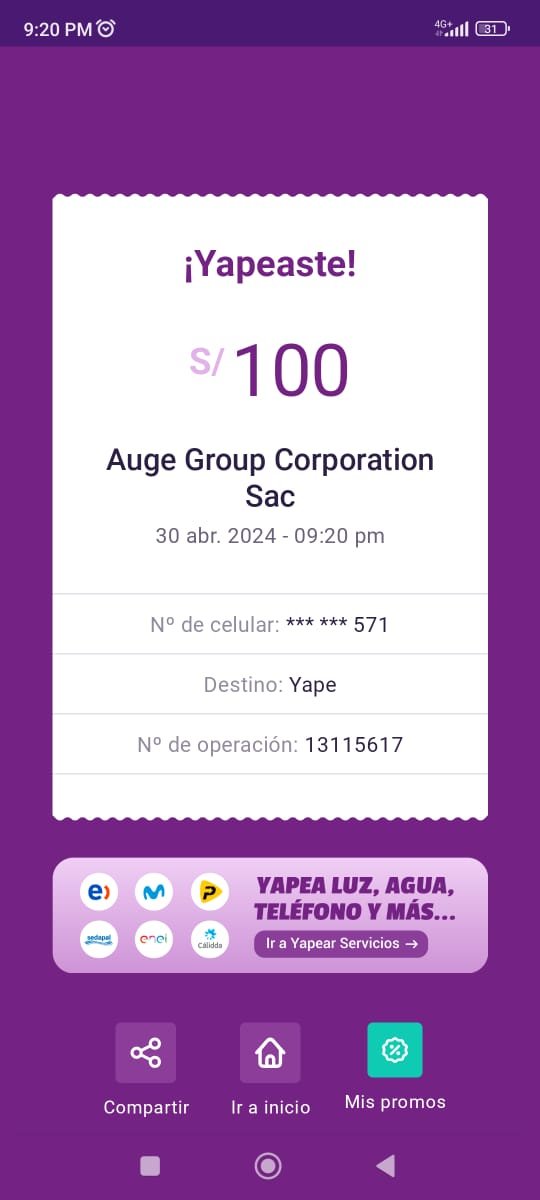 9:20 PM
4G+
31
¡Yapeaste!
S/ 100
Auge Group Corporation
Sac
30 abr. 2024 - 09:20 pm
Nº de celular: *** *** 571
Destino: Yape
Nº de operación: 13115617
YAPEA LUZ, AGUA,
TELÉFONO Y MÁS...
Ir a Yapear Servicios →
e)
P
sedapal
enel
Cálidda
Compartir
Ir a inicio
Mis promos